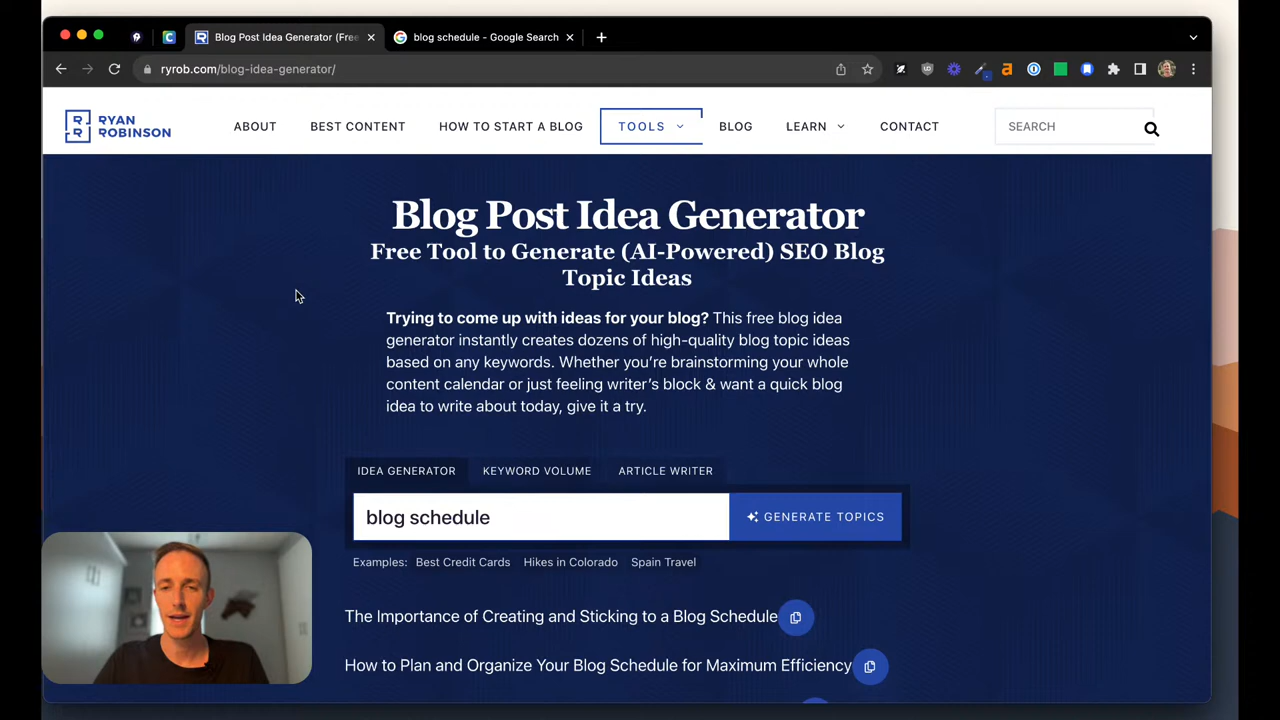 Blog Post Idea Generator (Free
blog schedule - Google Search
ryrob.com/blog-idea-generator/
RYAN
ROBINSON
ABOUT
BEST CONTENT
HOW TO START A BLOG
TOOLS
BLOG
LEARN
CONTACT
SEARCH
Blog Post Idea Generator
Free Tool to Generate (AI-Powered) SEO Blog
Topic Ideas
Trying to come up with ideas for your blog? This free blog idea
generator instantly creates dozens of high-quality blog topic ideas
based on any keywords. Whether you're brainstorming your whole
content calendar or just feeling writer's block & want a quick blog
idea to write about today, give it a try.
IDEA GENERATOR
KEYWORD VOLUME
ARTICLE WRITER
blog schedule
GENERATE TOPICS
Examples: Best Credit Cards Hikes in Colorado Spain Travel
The Importance of Creating and Sticking to a Blog Schedule
How to Plan and Organize Your Blog Schedule for Maximum Efficiency